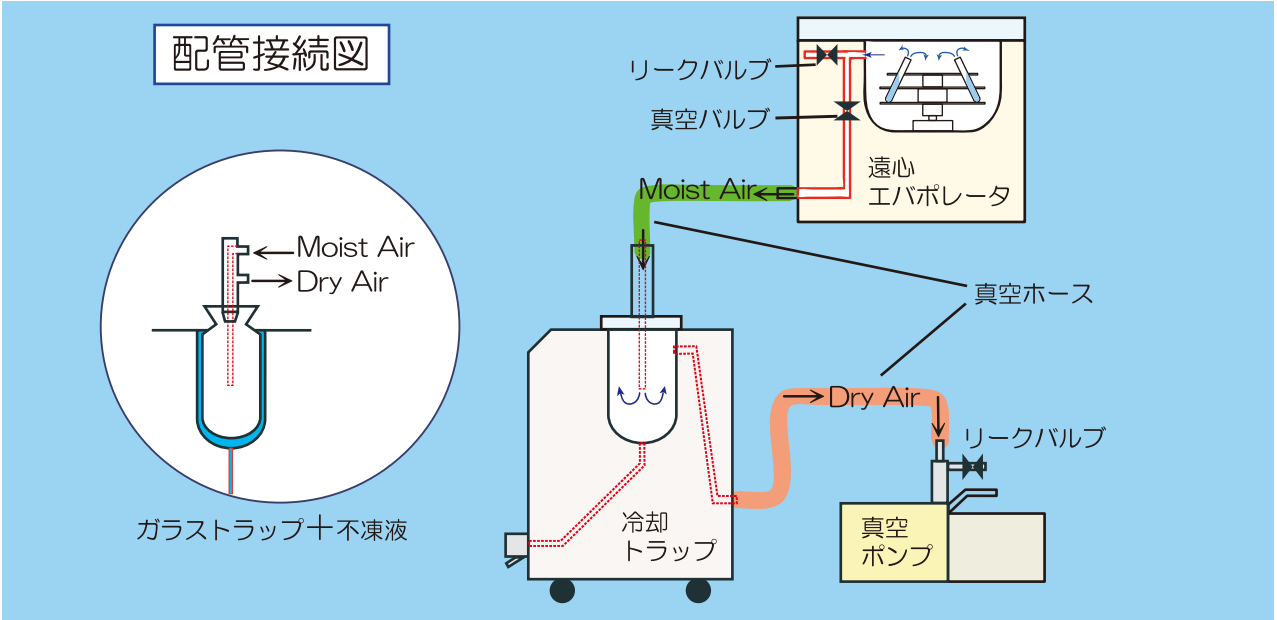 配管接続図
リークバルブ
真空バルブ
遠心
エバポレータ
Moist Air
Moist Air
Dry Air
真空ホース
Dry Air
リークバルブ
ガラストラップ＋不凍液
冷却
トラップ
真空
ポンプ